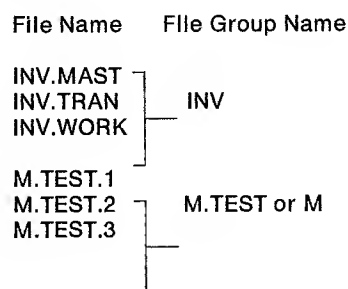 File Name File Group Name
INV.MAST
INV.TRAN INV
INV.WORK
M.TEST.1
M.TEST.2 M.TEST or M
M.TEST.3